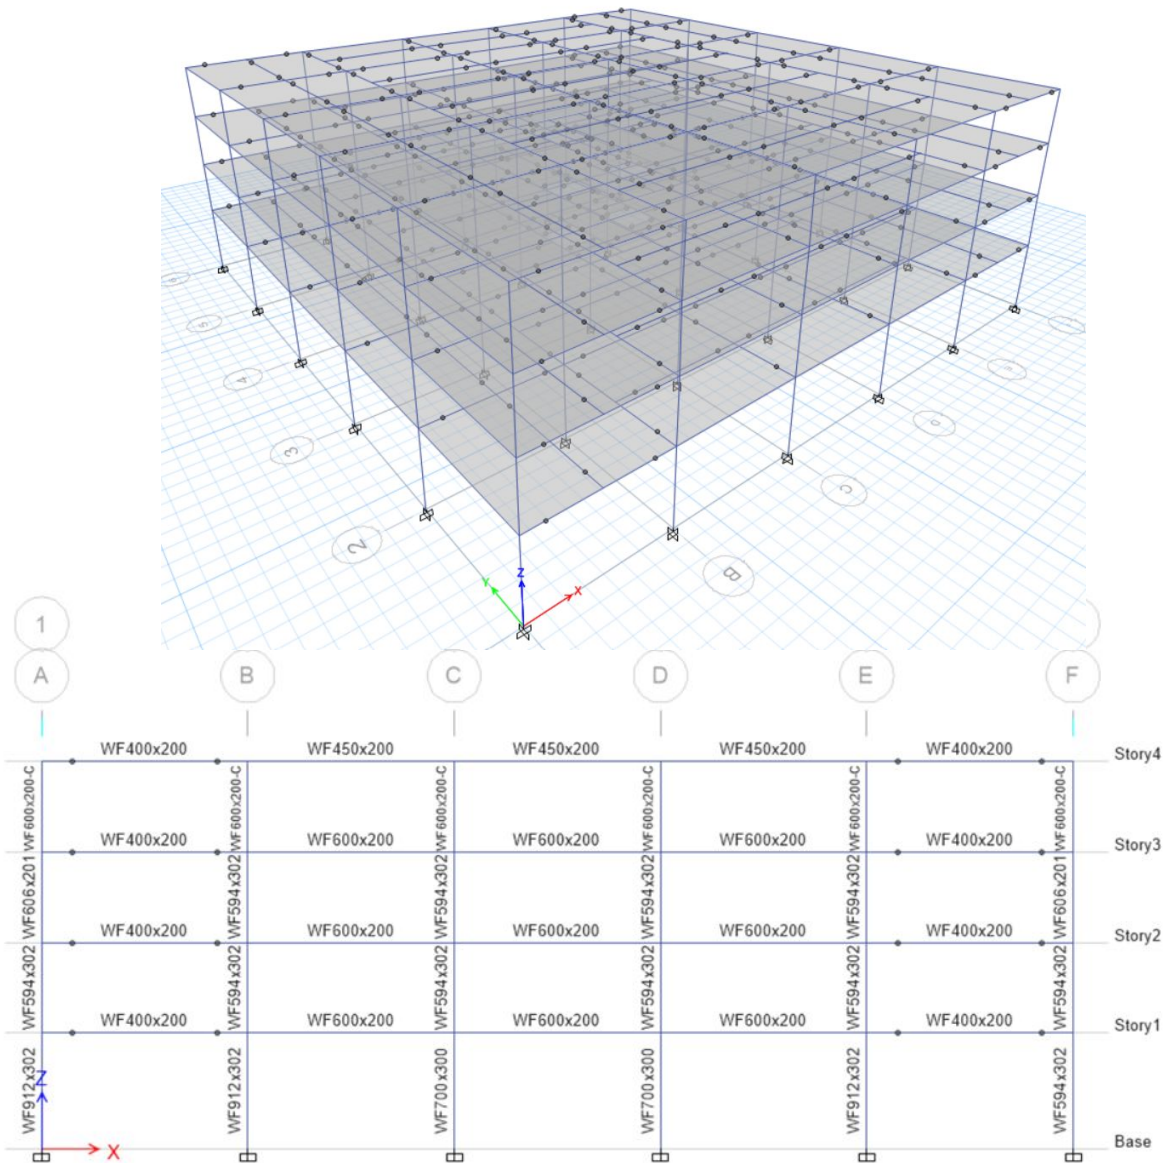 4
3
2
C
B
Z
Y
X
1
A B C D E F
WF400x200 WF450x200 WF450x200 WF450x200 WF400x200 Story4
WF600x200-C WF600x200-C WF600x200-C WF600x200-C WF600x200-C WF600x200-C
WF400x200 WF600x200 WF600x200 WF600x200 WF400x200 Story3
WF606x201 WF594x302 WF594x302 WF594x302 WF594x302 WF606x201
WF400x200 WF600x200 WF600x200 WF600x200 WF400x200 Story2
WF594x302 WF594x302 WF594x302 WF594x302 WF594x302 WF594x302
WF400x200 WF600x200 WF600x200 WF600x200 WF400x200 Story1
WF912x302 WF912x302 WF700x300 WF700x300 WF912x302 WF594x302
Z
X
Base